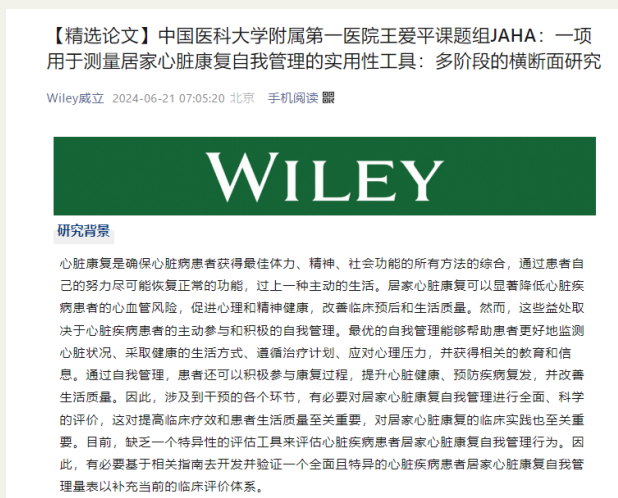 【精选论文】中国医科大学附属第一医院王爱平课题组JAHA：一项
用于测量居家心脏康复自我管理的实用性工具：多阶段的横断面研究
Wiley威立 2024-06-21 07:05:20 北京 手机阅读
WILEY
研究背景
心脏康复是确保心脏病患者获得最佳体力、精神、社会功能的所有方法的综合，通过患者自
己的努力尽可能恢复正常的功能，过上一种主动的生活。居家心脏康复可以显著降低心脏疾
病患者的心血管风险，促进心理和精神健康，改善临床预后和生活质量。然而，这些益处取
决于心脏疾病患者的主动参与和积极的自我管理。最优的自我管理能够帮助患者更好地监测
心脏状况、采取健康的生活方式、遵循治疗计划、应对心理压力，并获得相关的教育和信
息。通过自我管理，患者还可以积极参与康复过程，提升心脏健康、预防疾病复发，并改善
生活质量。因此，涉及到干预的各个环节，有必要对居家心脏康复自我管理进行全面、科学
的评价，这对提高临床疗效和患者生活质量至关重要，对居家心脏康复的临床实践也至关重
要。目前，缺乏一个特异性的评估工具来评估心脏疾病患者居家心脏康复自我管理行为。因
此，有必要基于相关指南去开发并验证一个全面且特异的心脏疾病患者居家心脏康复自我管
理量表以补充当前的临床评价体系。